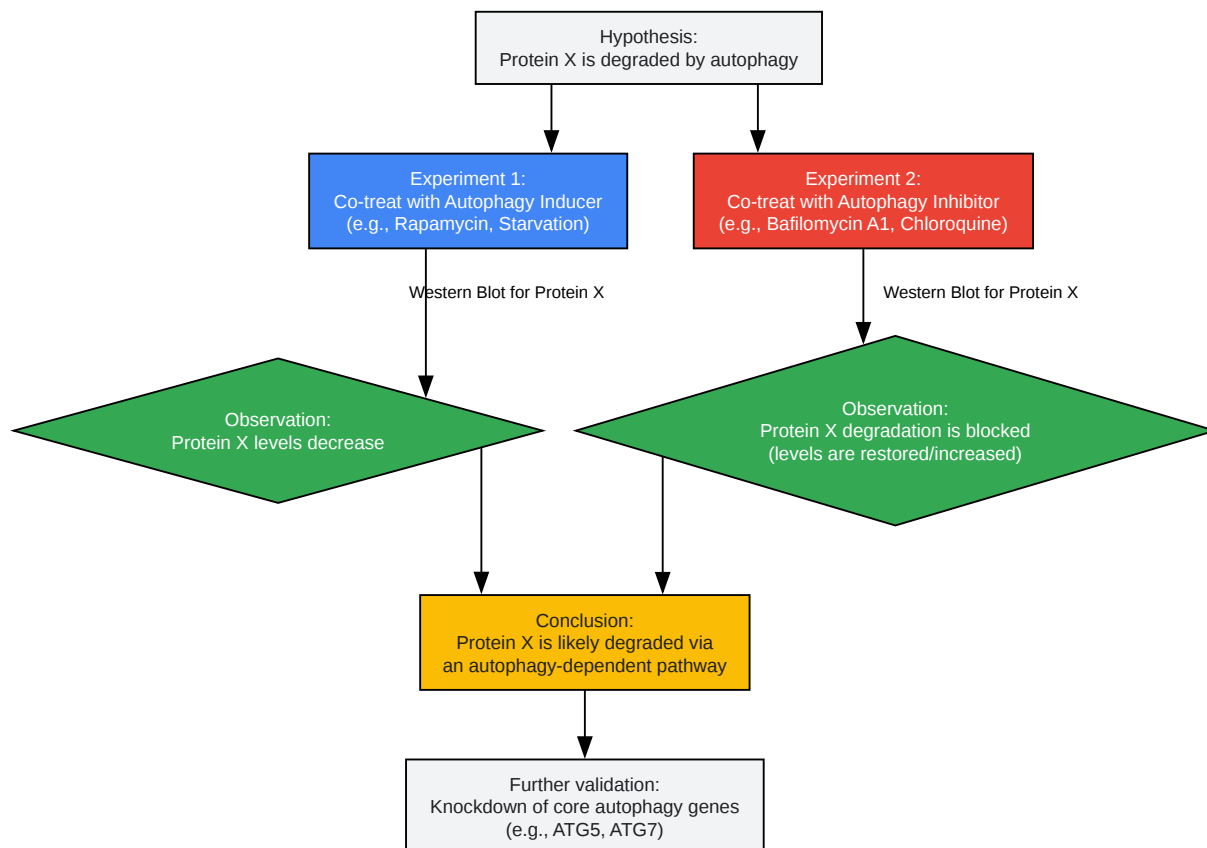 Hypothesis:
Protein X is degraded by autophagy
Experiment 1:
Co-treat with Autophagy Inducer
(e.g., Rapamycin, Starvation)
Experiment 2:
Co-treat with Autophagy Inhibitor
(e.g., Bafilomycin A1, Chloroquine)
Western Blot for Protein X
Western Blot for Protein X
Observation:
Protein X levels decrease
Observation:
Protein X degradation is blocked
(levels are restored/increased)
Conclusion:
Protein X is likely degraded via
an autophagy-dependent pathway
Further validation:
Knockdown of core autophagy genes
(e.g., ATG5, ATG7)